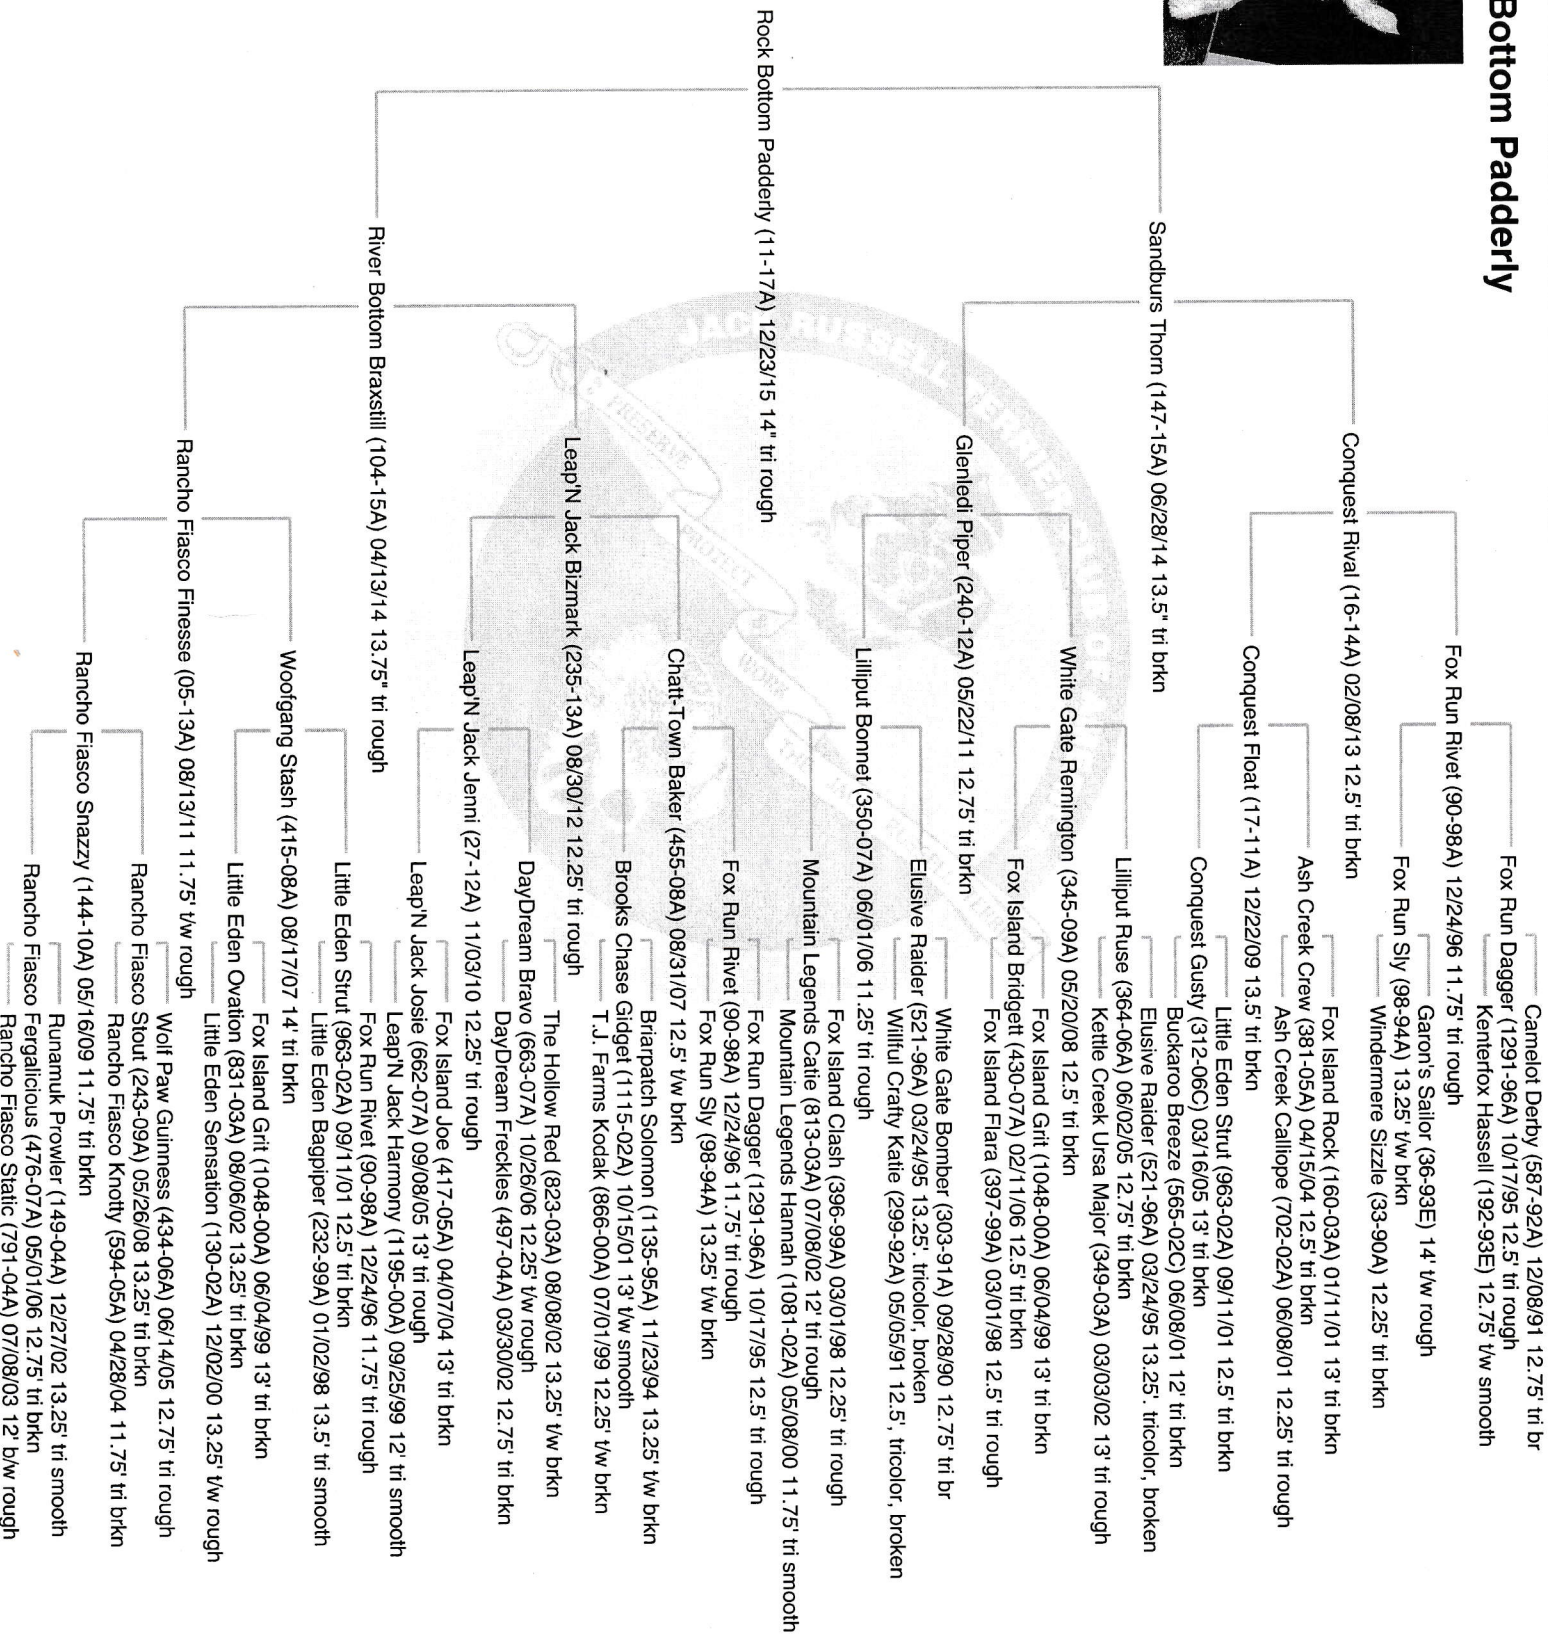 Bottom Padderly
Camelot Derby (587-92A) 12/08/91 12.75' tri br
Fox Run Dagger (1291-96A) 10/17/95 12.5' tri rough
Kenterfox Hassell (192-93E) 12.75' t/w smooth
Fox Run Rivet (90-98A) 12/24/96 11.75' tri rough
Garon's Sailor (36-93E) 14' t/w rough
Fox Run Sly (98-94A) 13.25' t/w brkn
Windermere Sizzle (33-90A) 12.25' tri brkn
Conquest Rival (16-14A) 02/08/13 12.5' tri brkn
Fox Island Rock (160-03A) 01/11/01 13' tri brkn
Ash Creek Crew (381-05A) 04/15/04 12.5' tri brkn
Ash Creek Calliope (702-02A) 06/08/01 12.25' tri rough
Conquest Float (17-11A) 12/22/09 13.5' tri brkn
Little Eden Strut (963-02A) 09/11/01 12.5' tri brkn
Conquest Gusty (312-06C) 03/16/05 13' tri brkn
Buckaroo Breeze (565-02C) 06/08/01 12' tri brkn
Sandburs Thorn (147-15A) 06/28/14 13.5" tri brkn
Elusive Raider (521-96A) 03/24/95 13.25'. tricolor, broken
Lilliput Ruse (364-06A) 06/02/05 12.75' tri brkn
Kettle Creek Ursa Major (349-03A) 03/03/02 13' tri rough
White Gate Remington (345-09A) 05/20/08 12.5' tri brkn
Fox Island Grit (1048-00A) 06/04/99 13' tri brkn
Fox Island Bridgett (430-07A) 02/11/06 12.5' tri brkn
Fox Island Flara (397-99A) 03/01/98 12.5' tri rough
Glenledi Piper (240-12A) 05/22/11 12.75' tri brkn
White Gate Bomber (303-91A) 09/28/90 12.75' tri br
Elusive Raider (521-96A) 03/24/95 13.25'. tricolor, broken
Willful Crafty Katie (299-92A) 05/05/91 12.5', tricolor, broken
Lilliput Bonnet (350-07A) 06/01/06 11.25' tri rough
Fox Island Clash (396-99A) 03/01/98 12.25' tri rough
Mountain Legends Catie (813-03A) 07/08/02 12' tri rough
Mountain Legends Hannah (1081-02A) 05/08/00 11.75' tri smooth
Rock Bottom Padderly (11-17A) 12/23/15 14" tri rough
Fox Run Dagger (1291-96A) 10/17/95 12.5' tri rough
Fox Run Rivet (90-98A) 12/24/96 11.75' tri rough
Fox Run Sly (98-94A) 13.25' t/w brkn
Chatt-Town Baker (455-08A) 08/31/07 12.5' t/w brkn
Briarpatch Solomon (1135-95A) 11/23/94 13.25' t/w brkn
Brooks Chase Gidget (1115-02A) 10/15/01 13' t/w smooth
T.J. Farms Kodak (866-00A) 07/01/99 12.25' t/w brkn
Leap'N Jack Bizmark (235-13A) 08/30/12 12.25' tri rough
The Hollow Red (823-03A) 08/08/02 13.25' t/w brkn
DayDream Bravo (663-07A) 10/26/06 12.25' t/w rough
DayDream Freckles (497-04A) 03/30/02 12.75' tri brkn
Leap'N Jack Jenni (27-12A) 11/03/10 12.25' tri rough
Fox Island Joe (417-05A) 04/07/04 13' tri brkn
Leap'N Jack Josie (662-07A) 09/08/05 13' tri rough
Leap'N Jack Harmony (1195-00A) 09/25/99 12' tri smooth
River Bottom Braxstill (104-15A) 04/13/14 13.75" tri rough
Fox Run Rivet (90-98A) 12/24/96 11.75' tri rough
Little Eden Strut (963-02A) 09/11/01 12.5' tri brkn
Little Eden Bagpiper (232-99A) 01/02/98 13.5' tri smooth
Woofgang Stash (415-08A) 08/17/07 14' tri brkn
Fox Island Grit (1048-00A) 06/04/99 13' tri brkn
Little Eden Ovation (831-03A) 08/06/02 13.25' tri brkn
Little Eden Sensation (130-02A) 12/02/00 13.25' t/w rough
Rancho Fiasco Finesse (05-13A) 08/13/11 11.75' t/w rough
Wolf Paw Guinness (434-06A) 06/14/05 12.75' tri rough
Rancho Fiasco Stout (243-09A) 05/26/08 13.25' tri brkn
Rancho Fiasco Knotty (594-05A) 04/28/04 11.75' tri brkn
Rancho Fiasco Snazzy (144-10A) 05/16/09 11.75' tri brkn
Runamuk Prowler (149-04A) 12/27/02 13.25' tri smooth
Rancho Fiasco Fergalicious (476-07A) 05/01/06 12.75' tri brkn
Rancho Fiasco Static (791-04A) 07/08/03 12' b/w rough
JACK RUSSELL TERRIER CLUB OF
PRESERVE
PROTECT
WORK